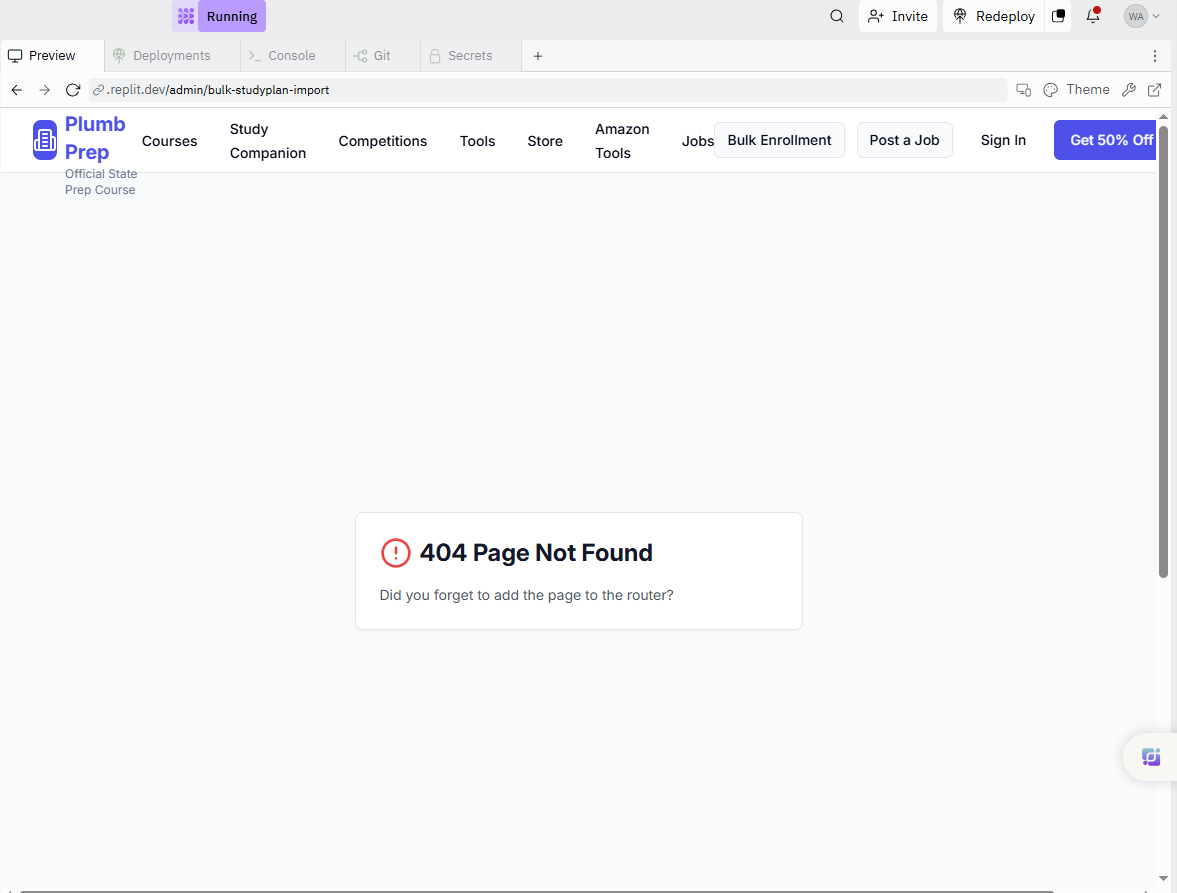 Running
Invite
Redeploy
WA
Preview
Deployments
Console
Git
Secrets
.replit.dev/admin/bulk-studyplan-import
Theme
Plumb
Prep
Official State
Prep Course
Courses
Study
Companion
Competitions
Tools
Store
Amazon
Tools
Jobs
Bulk Enrollment
Post a Job
Sign In
Get 50% Off
404 Page Not Found
Did you forget to add the page to the router?